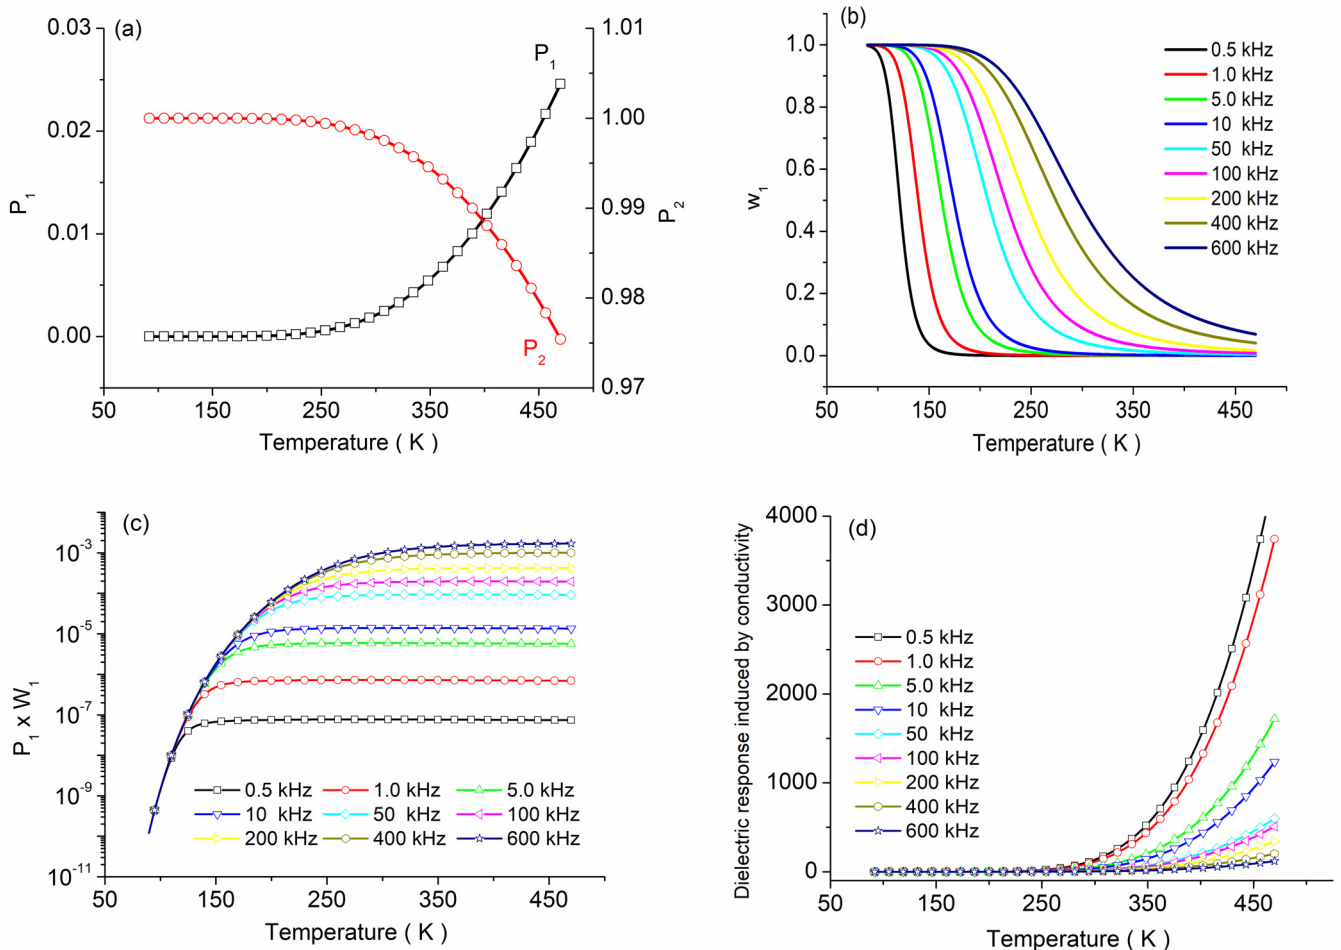 (a)
0.03
0.02
0.01
0.00
P1
1.01
1.00
0.99
0.98
0.97
P2
P1
P2
50 150 250 350 450
Temperature ( K )
(b)
1.0
0.8
0.6
0.4
0.2
0.0
w1
0.5 kHz
1.0 kHz
5.0 kHz
10 kHz
50 kHz
100 kHz
200 kHz
400 kHz
600 kHz
50 150 250 350 450
Temperature ( K )
(c)
10-3
10-5
10-7
10-9
10-11
P1 x W1
0.5 kHz 1.0 kHz 5.0 kHz
10 kHz 50 kHz 100 kHz
200 kHz 400 kHz 600 kHz
50 150 250 350 450
Temperature ( K )
(d)
4000
3000
2000
1000
0
Dielectric response induced by conductivity
0.5 kHz
1.0 kHz
5.0 kHz
10 kHz
50 kHz
100 kHz
200 kHz
400 kHz
600 kHz
50 150 250 350 450
Temperature ( K )